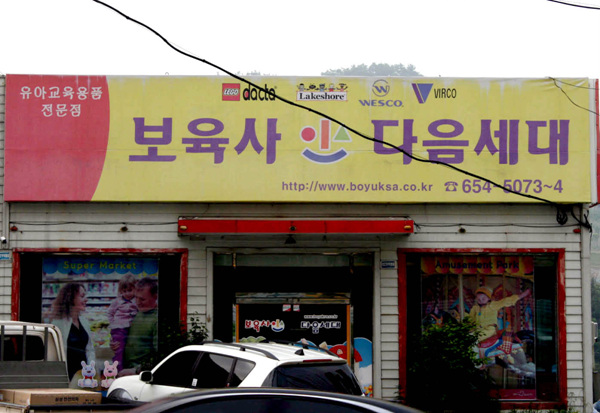 유아교육용품
전문점
LEGO dacta Lakeshore WESCO VIRCO
보육사 다음세대
http://www.boyuksa.co.kr ☎ 654-5073~4
Super Market
Amusement Park
보육사 다음세대